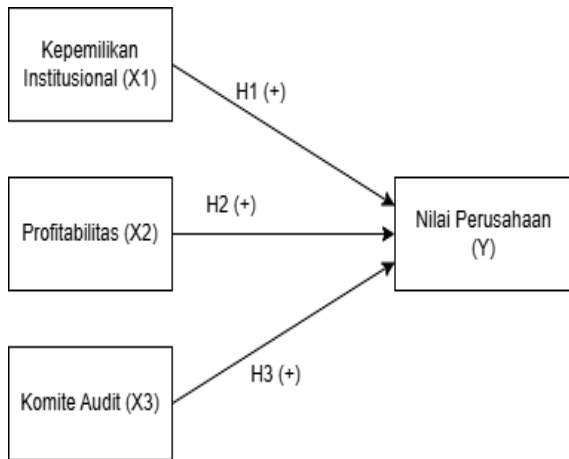 Kepemilikan
Institusional (X1)
H1 (+)
Profitabilitas (X2)
H2 (+)
Nilai Perusahaan
(Y)
Komite Audit (X3)
H3 (+)